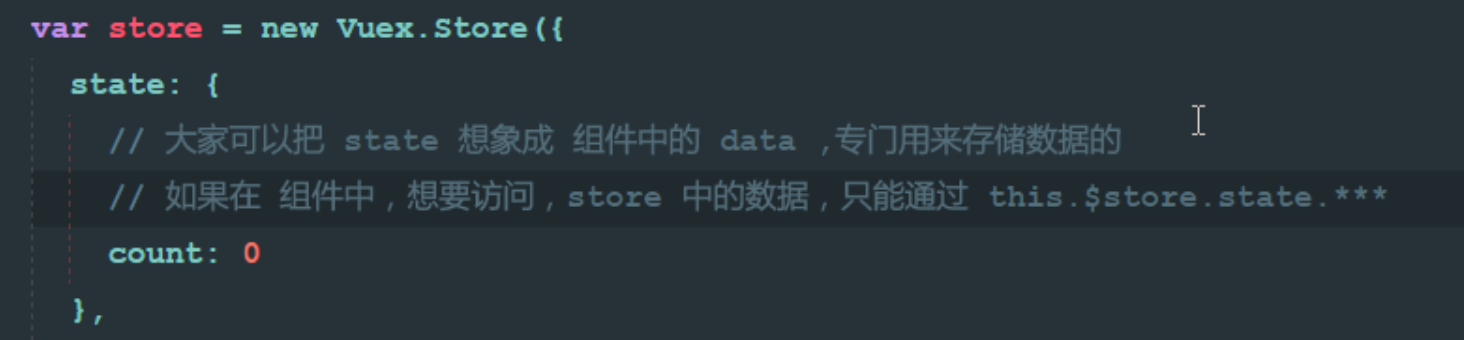 var store = new Vuex.Store({
state: {
// 大家可以把 state 想象成 组件中的 data ,专门用来存储数据的
// 如果在 组件中，想要访问，store 中的数据，只能通过 this.$store.state.***
count: 0
},